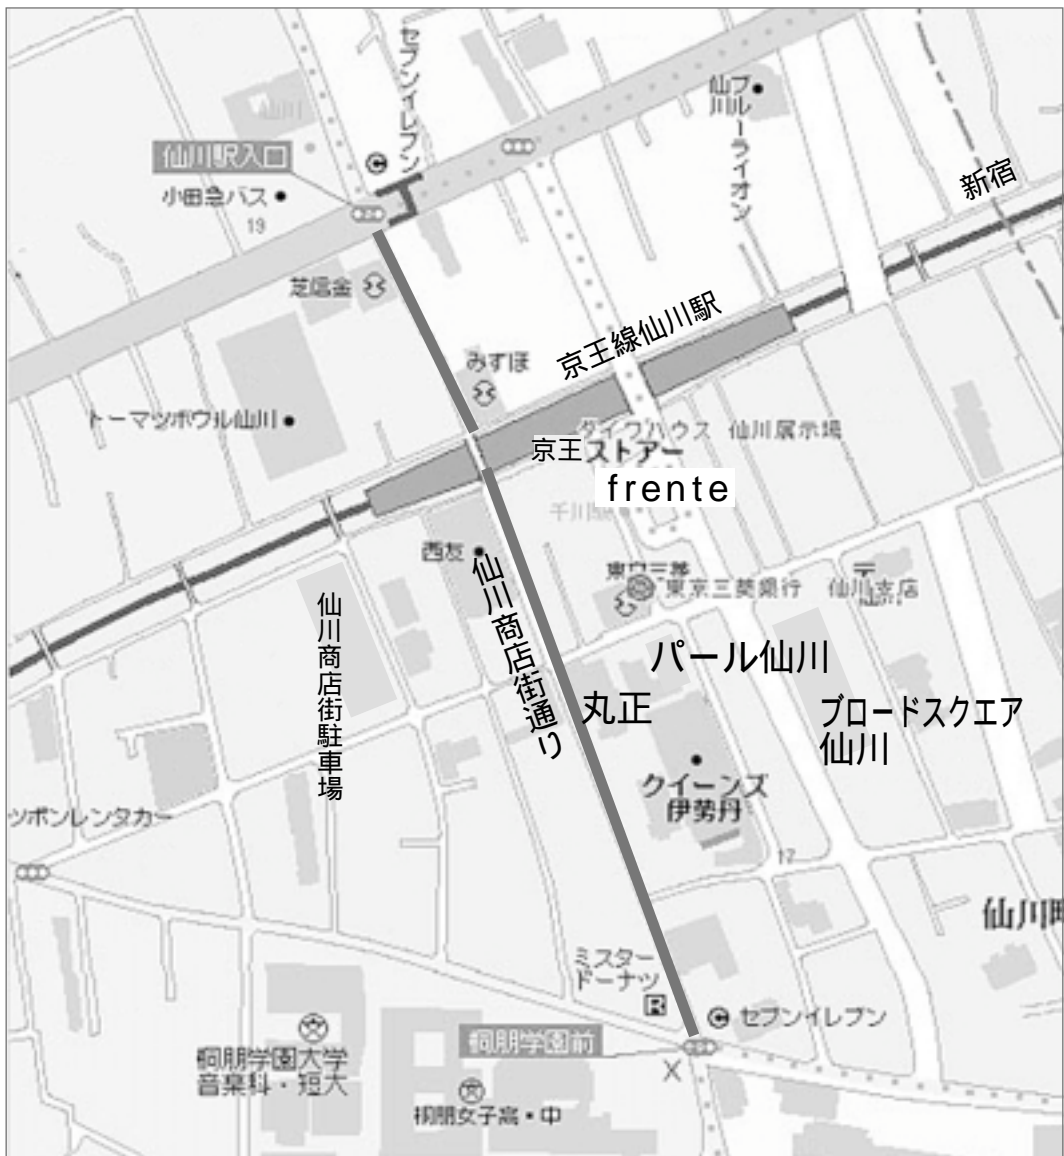 セブンイレブン
仙川
仙川駅入口
小田急バス
19
仙川
ブルーライオン
新宿
芝信金
みずほ
京王線仙川駅
トーマツボウル仙川
ダイワハウス 仙川展示場
京王ストアー
frente
西友
仙川商店街通り
仙川商店街駐車場
東京三菱銀行 仙川支店
パール仙川
丸正
ブロードスクエア
仙川
クイーンズ
伊勢丹
ツポンレンタカー
17
仙川町
ミスター
ドーナツ
セブンイレブン
桐朋学園前
桐朋学園大学
音楽科・短大
桐朋女子高・中
X